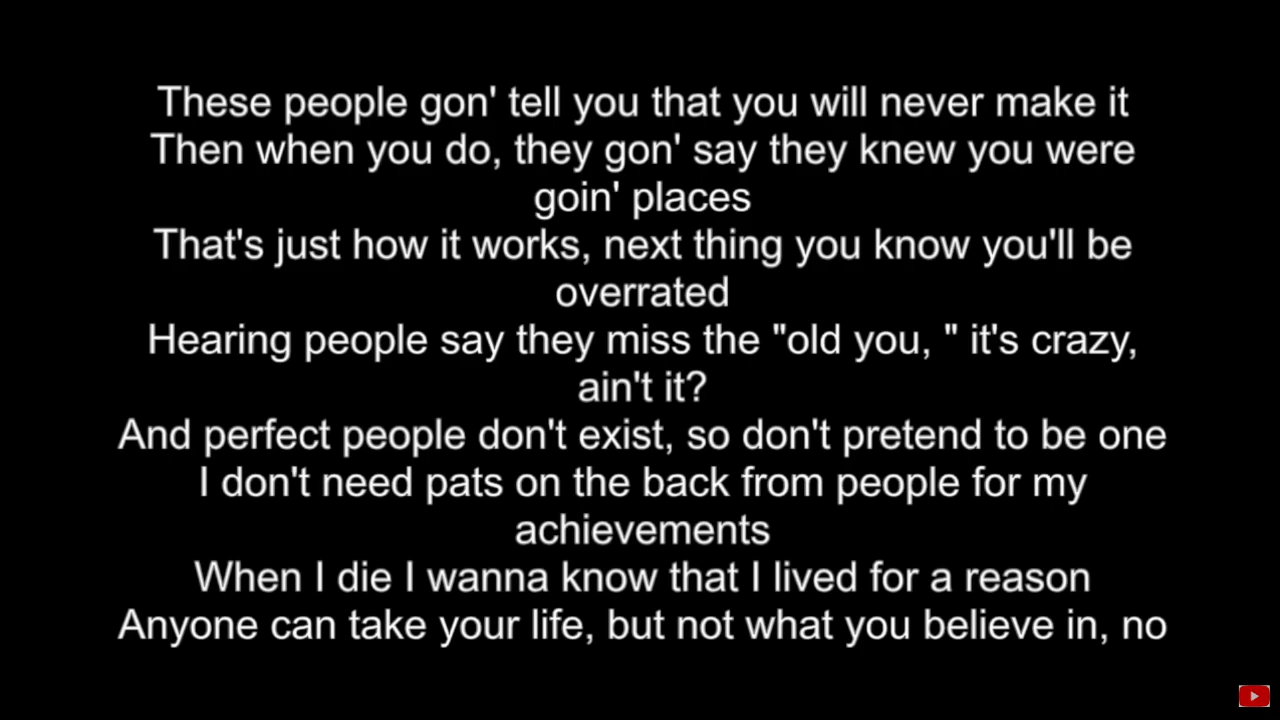 These people gon' tell you that you will never make it
Then when you do, they gon' say they knew you were
goin' places
That's just how it works, next thing you know you'll be
overrated
Hearing people say they miss the "old you, " it's crazy,
ain't it?
And perfect people don't exist, so don't pretend to be one
I don't need pats on the back from people for my
achievements
When I die I wanna know that I lived for a reason
Anyone can take your life, but not what you believe in, no